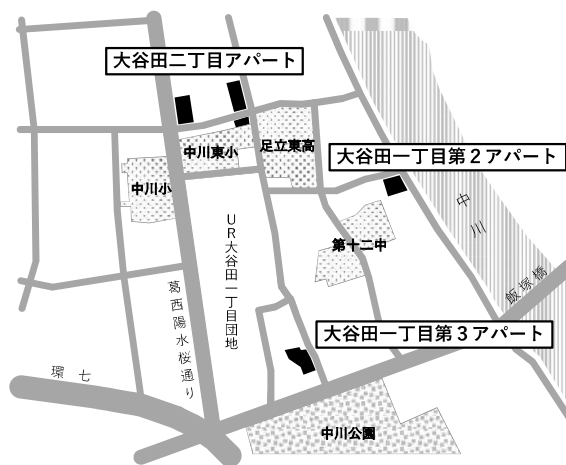 大谷田二丁目アパート
中川東小
足立東高
大谷田一丁目第２アパート
中川小
中川
ＵＲ大谷田一丁目団地
第十二中
飯塚橋
葛西陽水桜通り
大谷田一丁目第３アパート
環七
中川公園